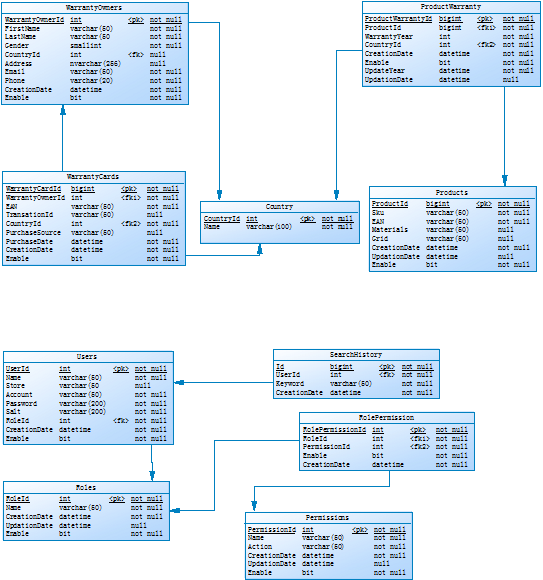 WarrantyOwners
WarrantyOwnerId int <pk> not null
FirstName varchar(50) not null
LastName varchar(50 not null
Gender smallint not null
CountryId int <fk> not null
Address nvarchar(256) null
Email varchar(50) not null
Phone varchar(20) not null
CreationDate datetime not null
Enable bit not null
ProductWarranty
ProductWarrantyId bigint <pk> not null
ProductId bigint <fk1> not null
WarrantyYear int not null
CountryId int <fk2> not null
CreationDate datetime not null
Enable bit not null
UpdateYear datetime not null
UpdationDate datetime null
WarrantyCards
WarrantyCardId bigint <pk> not null
WarrantyOwnerId int <fk1> not null
EAN varchar(50) not null
TransationId varchar(50) null
CountryId int <fk2> not null
PurchaseSource varchar(50) null
PurchaseDate datetime not null
CreationDate datetime not null
Enable bit not null
Country
CountryId int <pk> not null
Name varchar(100) not null
Products
ProductId bigint <pk> not null
Sku varchar(50) not null
EAN varchar(50) not null
Materials varchar(50) null
Grid varchar(50) null
CreationDate datetime not null
UpdationDate datetime null
Enable bit not null
Users
UserId int <pk> not null
Name varchar(50) not null
Store varchar(50 null
Account varchar(50) not null
Password varchar(200) not null
Salt varchar(200) not null
RoleId int <fk> not null
CreationDate datetime not null
Enable bit not null
SearchHistory
Id bigint <pk> not null
UserId int <fk> not null
Keyword varchar(50) not null
CreationDate datetime not null
RolePermission
RolePermissionId int <pk> not null
RoleId int <fk1> not null
PermissionId int <fk2> not null
Enable bit not null
CreationDate datetime not null
Roles
RoleId int <pk> not null
Name varchar(50) not null
CreationDate datetime not null
UpdationDate datetime null
Enable bit not null
Permissions
PermissionId int <pk> not null
Name varchar(50) not null
Action varchar(50) not null
CreationDate datetime not null
UpdationDate datetime null
Enable bit not null